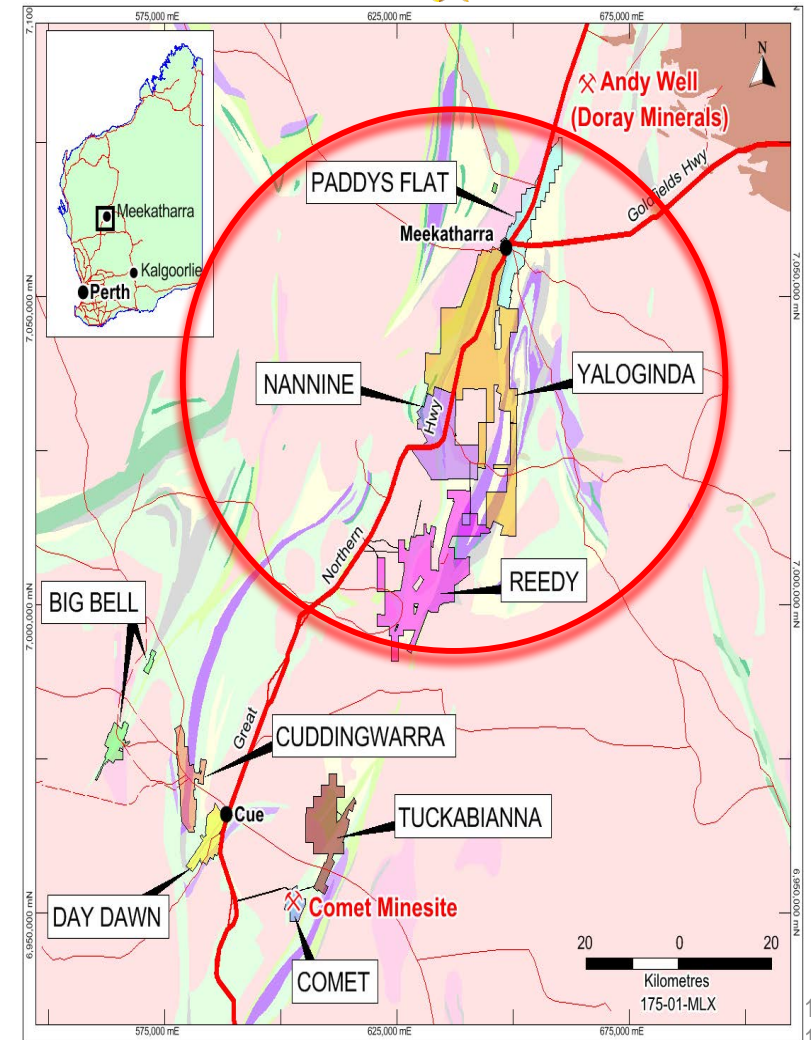 575,000 mE
625,000 mE
675,000 mE
7,100
N
Andy Well
(Doray Minerals)
PADDYS FLAT
Goldfields Hwy
Meekatharra
Meekatharra
Kalgoorlie
Perth
7,050,000 mN
7,050,000 mN
NANNINE
YALOGINDA
Hwy
Northern
REEDY
BIG BELL
7,000,000 mN
7,000,000 mN
Great
CUDDINGWARRA
Cue
TUCKABIANNA
DAY DAWN
Comet Minesite
COMET
6,950,000 mN
6,950,000 mN
20 0 20
Kilometres
175-01-MLX
575,000 mE
625,000 mE
675,000 mE